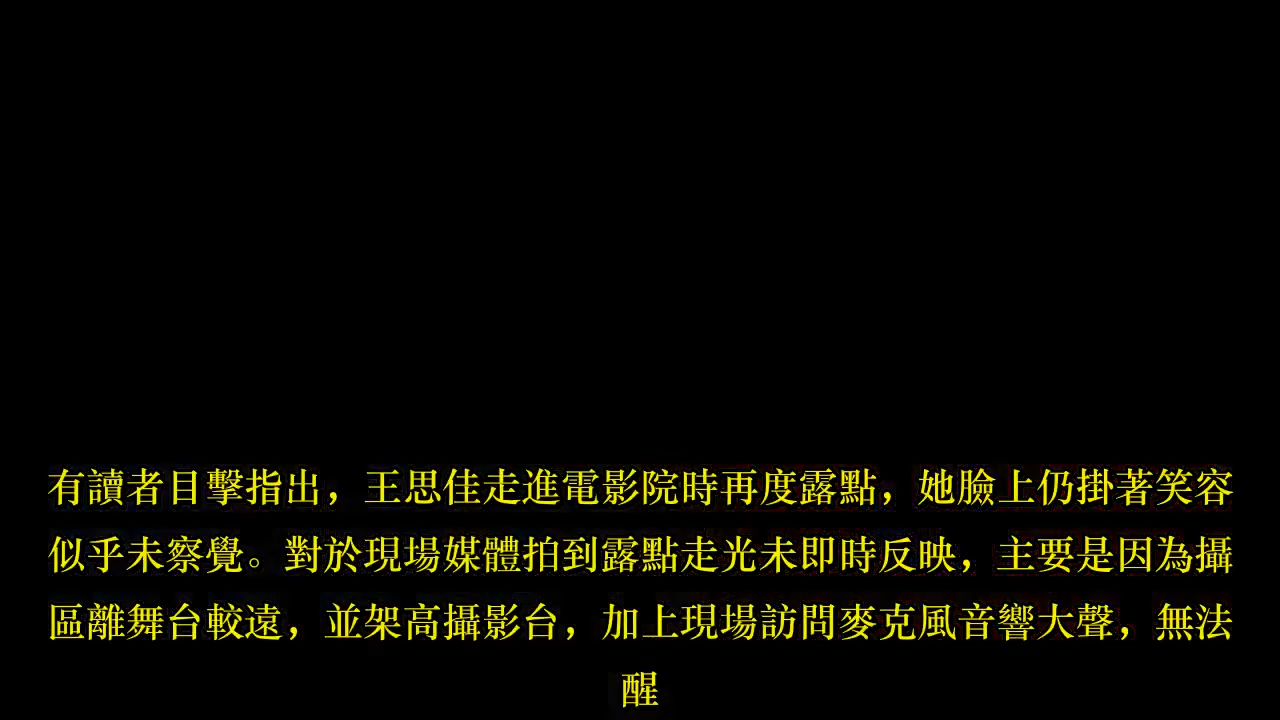 有讀者目擊指出，王思佳走進電影院時再度露點，她臉上仍掛著笑容
似乎未察覺。對於現場媒體拍到露點走光未即時反映，主要是因為攝
區離舞台較遠，並架高攝影台，加上現場訪問麥克風音響大聲，無法
醒